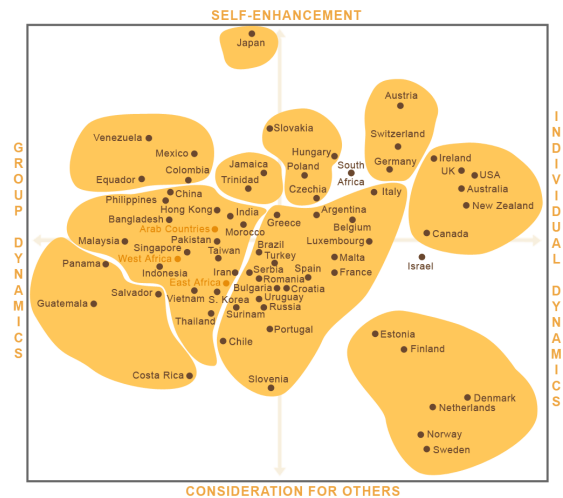 SELF-ENHANCEMENT
Japan
Austria
Slovakia
Venezuela
Switzerland
Mexico
Hungary
Ireland
Jamaica
Poland
South
Africa
Germany
UK
USA
Colombia
Equador
Trinidad
Czechia
Italy
Australia
China
Philippines
New Zealand
Hong Kong
India
Greece
Argentina
Bangladesh
Morocco
Belgium
Arab Countries
Canada
Malaysia
Pakistan
Brazil
Luxembourg
Singapore
Taiwan
Turkey
Malta
Israel
West Africa
Panama
Indonesia
Iran
Serbia
Spain
France
East Africa
Romania
Salvador
Vietnam
S. Korea
Bulgaria
Croatia
Guatemala
Uruguay
Surinam
Russia
Thailand
Portugal
Estonia
Chile
Finland
Costa Rica
Slovenia
Denmark
Netherlands
Norway
Sweden
GROUP DYNAMICS
INDIVIDUAL DYNAMICS
CONSIDERATION FOR OTHERS